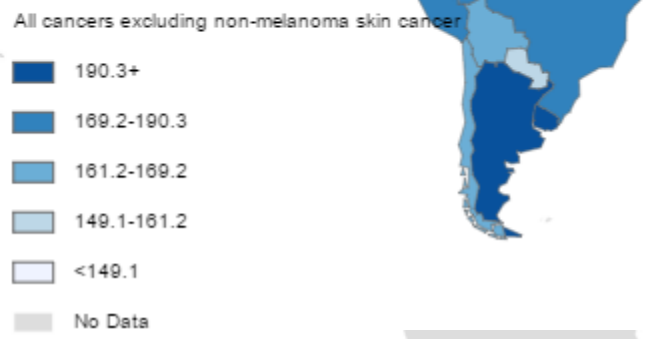 All cancers excluding non-melanoma skin cancer
190.3+
169.2-190.3
161.2-169.2
149.1-161.2
<149.1
No Data